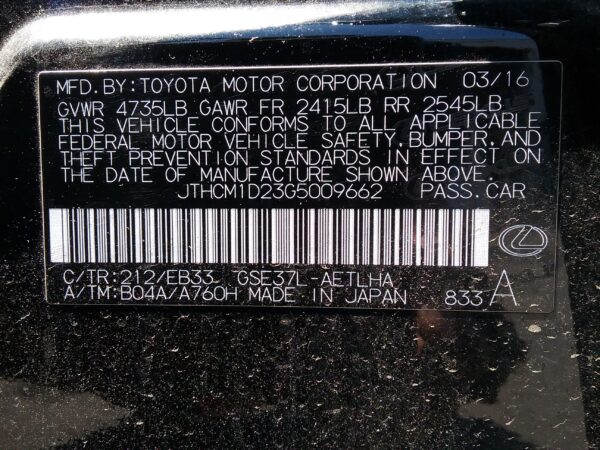 MFD. BY: TOYOTA MOTOR CORPORATION 03/16
GVWR 4735LB GAWR FR 2415LB RR 2545LB
THIS VEHICLE CONFORMS TO ALL APPLICABLE
FEDERAL MOTOR VEHICLE SAFETY, BUMPER, AND
THEFT PREVENTION STANDARDS IN EFFECT ON
THE DATE OF MANUFACTURE SHOWN ABOVE.
JTHCM1D23G5009662 PASS. CAR
C/TR: 212/EB33 GSE37L-AETLHA
A/TM: B04A/A760H MADE IN JAPAN 833 A